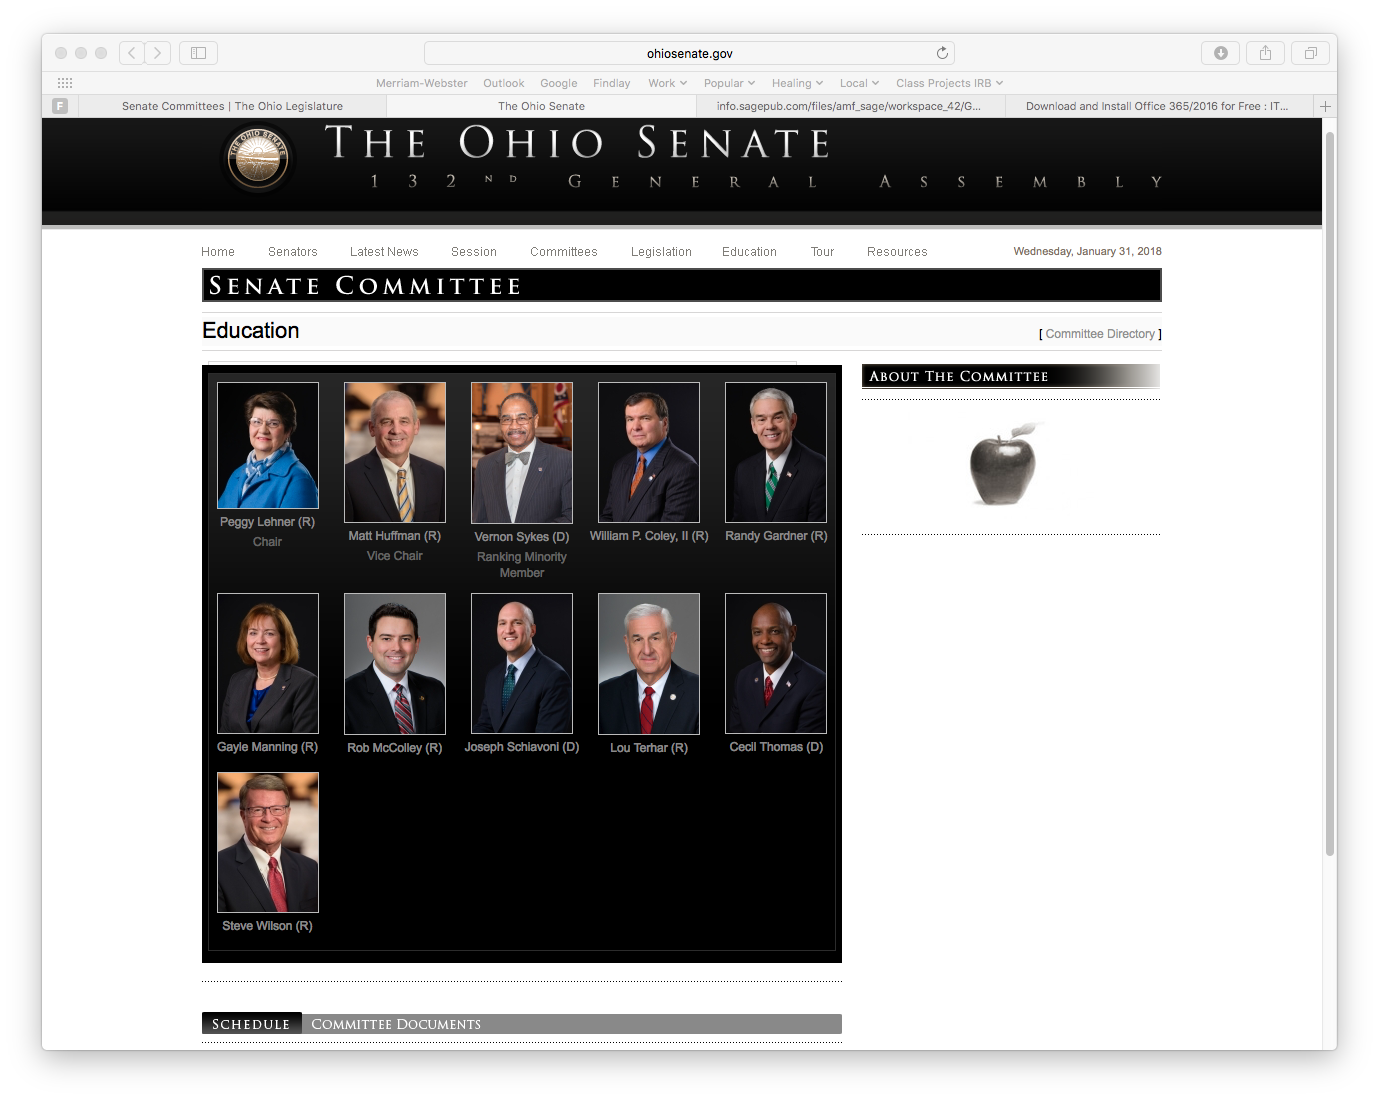 ohiosenate.gov
Merriam-Webster Outlook Google Findlay Work Popular Healing Local Class Projects IRB
F Senate Committees | The Ohio Legislature The Ohio Senate info.sagepub.com/files/amf_sage/workspace_42/G... Download and Install Office 365/2016 for Free : IT... +
THE OHIO SENATE
THE OHIO SENATE
132ND GENERAL ASSEMBLY
Home Senators Latest News Session Committees Legislation Education Tour Resources Wednesday, January 31, 2018
SENATE COMMITTEE
Education [ Committee Directory ]
ABOUT THE COMMITTEE
Peggy Lehner (R)
Chair
Matt Huffman (R)
Vice Chair
Vernon Sykes (D)
Ranking Minority
Member
William P. Coley, II (R)
Randy Gardner (R)
Gayle Manning (R)
Rob McColley (R)
Joseph Schiavoni (D)
Lou Terhar (R)
Cecil Thomas (D)
Steve Wilson (R)
SCHEDULE COMMITTEE DOCUMENTS